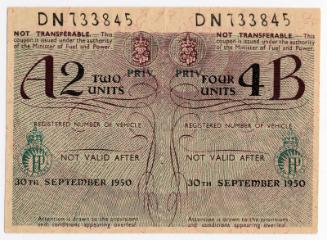 DN733845
NOT TRANSFERABLE.— This
coupon is issued under the authority
of the Minister of Fuel and Power.
A2 TWO
UNITS
PRIV.
REGISTERED NUMBER OF VEHICLE
NOT VALID AFTER
30TH SEPTEMBER 1950
Attention is drawn to the provisions
and conditions appearing overleaf.
DN733845
NOT TRANSFERABLE.— This
coupon is issued under the authority
of the Minister of Fuel and Power.
PRIV.
FOUR
UNITS 4B
REGISTERED NUMBER OF VEHICLE
NOT VALID AFTER
30TH SEPTEMBER 1950
Attention is drawn to the provisions
and conditions appearing overleaf.